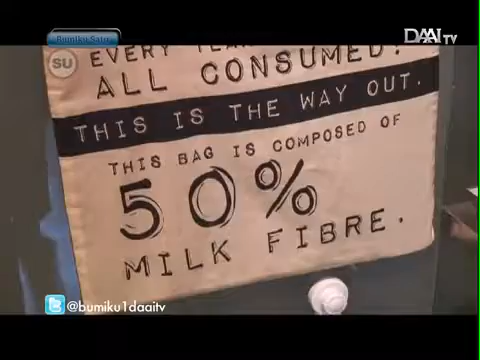 Bumiku Satu
DAAI TV
SU
EVERY
ALL CONSUMED?
THIS IS THE WAY OUT.
THIS BAG IS COMPOSED OF
50%
MILK FIBRE.
@bumiku1daaitv